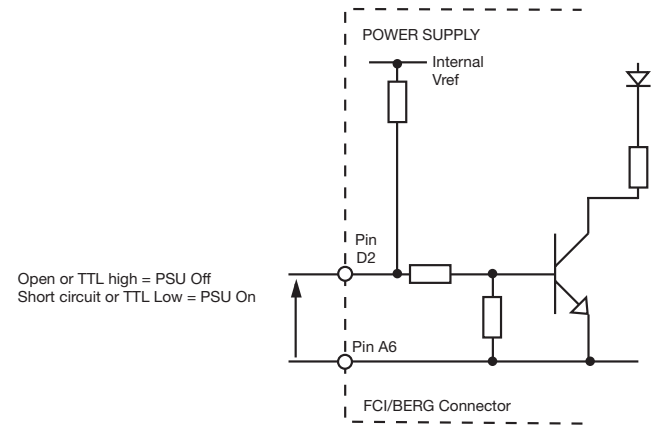 POWER SUPPLY
Internal
Vref
Pin
D2
Open or TTL high = PSU Off
Short circuit or TTL Low = PSU On
Pin A6
FCI/BERG Connector